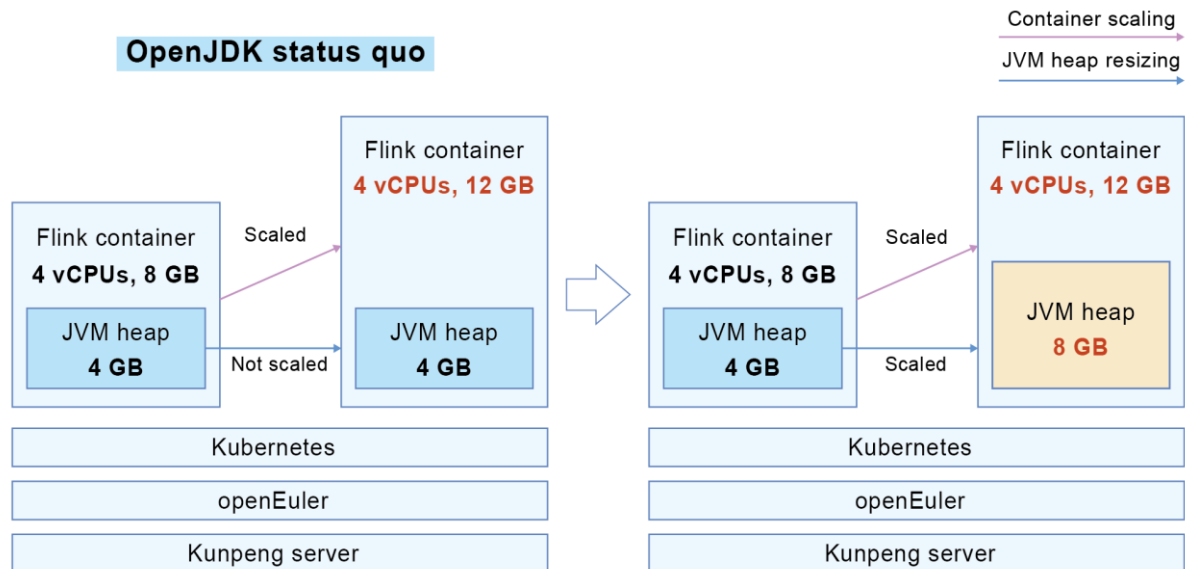 Container scaling
OpenJDK status quo
JVM heap resizing
Flink container
4 vCPUs, 8 GB
JVM heap
4 GB
Scaled
Not scaled
Flink container
4 vCPUs, 12 GB
JVM heap
4 GB
Kubernetes
openEuler
Kunpeng server
Flink container
4 vCPUs, 8 GB
JVM heap
4 GB
Scaled
Scaled
Flink container
4 vCPUs, 12 GB
JVM heap
8 GB
Kubernetes
openEuler
Kunpeng server